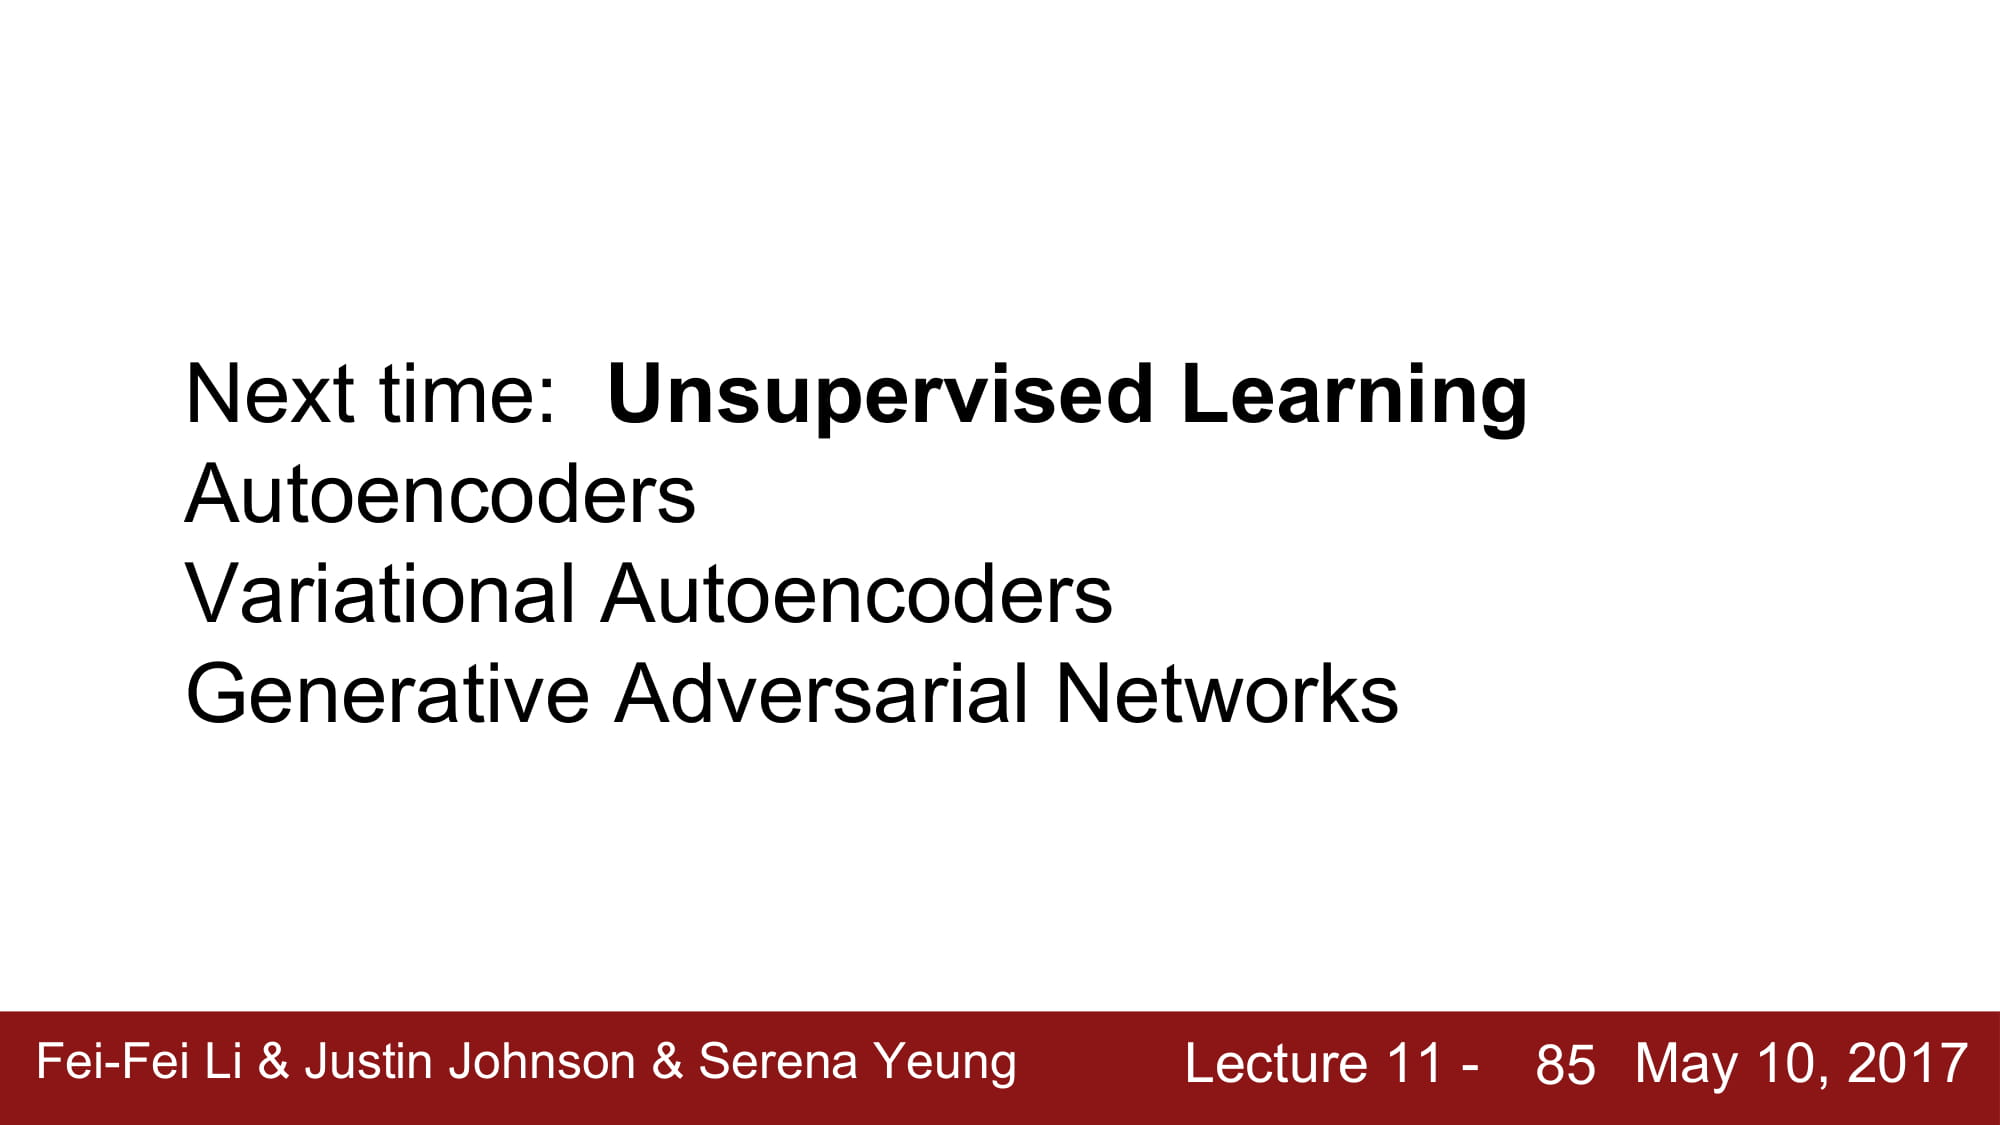 Next time: Unsupervised Learning
Autoencoders
Variational Autoencoders
Generative Adversarial Networks
Fei-Fei Li & Justin Johnson & Serena Yeung Lecture 11 - 85 May 10, 2017